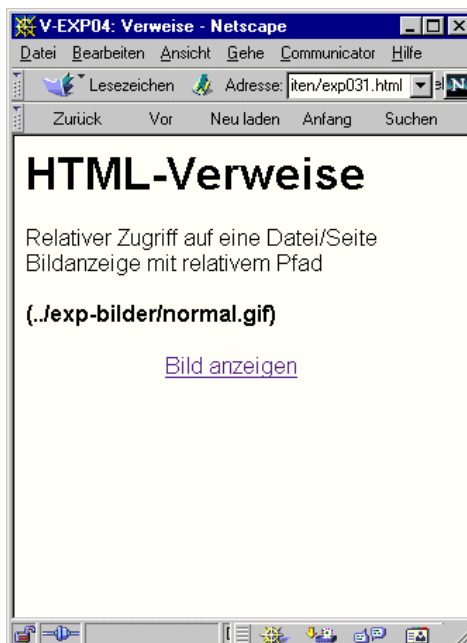 V-EXP04: Verweise - Netscape
Datei Bearbeiten Ansicht Gehe Communicator Hilfe
Lesezeichen Adresse: iten/exp031.html N
Zurück Vor Neu laden Anfang Suchen
HTML-Verweise
Relativer Zugriff auf eine Datei/Seite
Bildanzeige mit relativem Pfad
(../exp-bilder/normal.gif)
Bild anzeigen